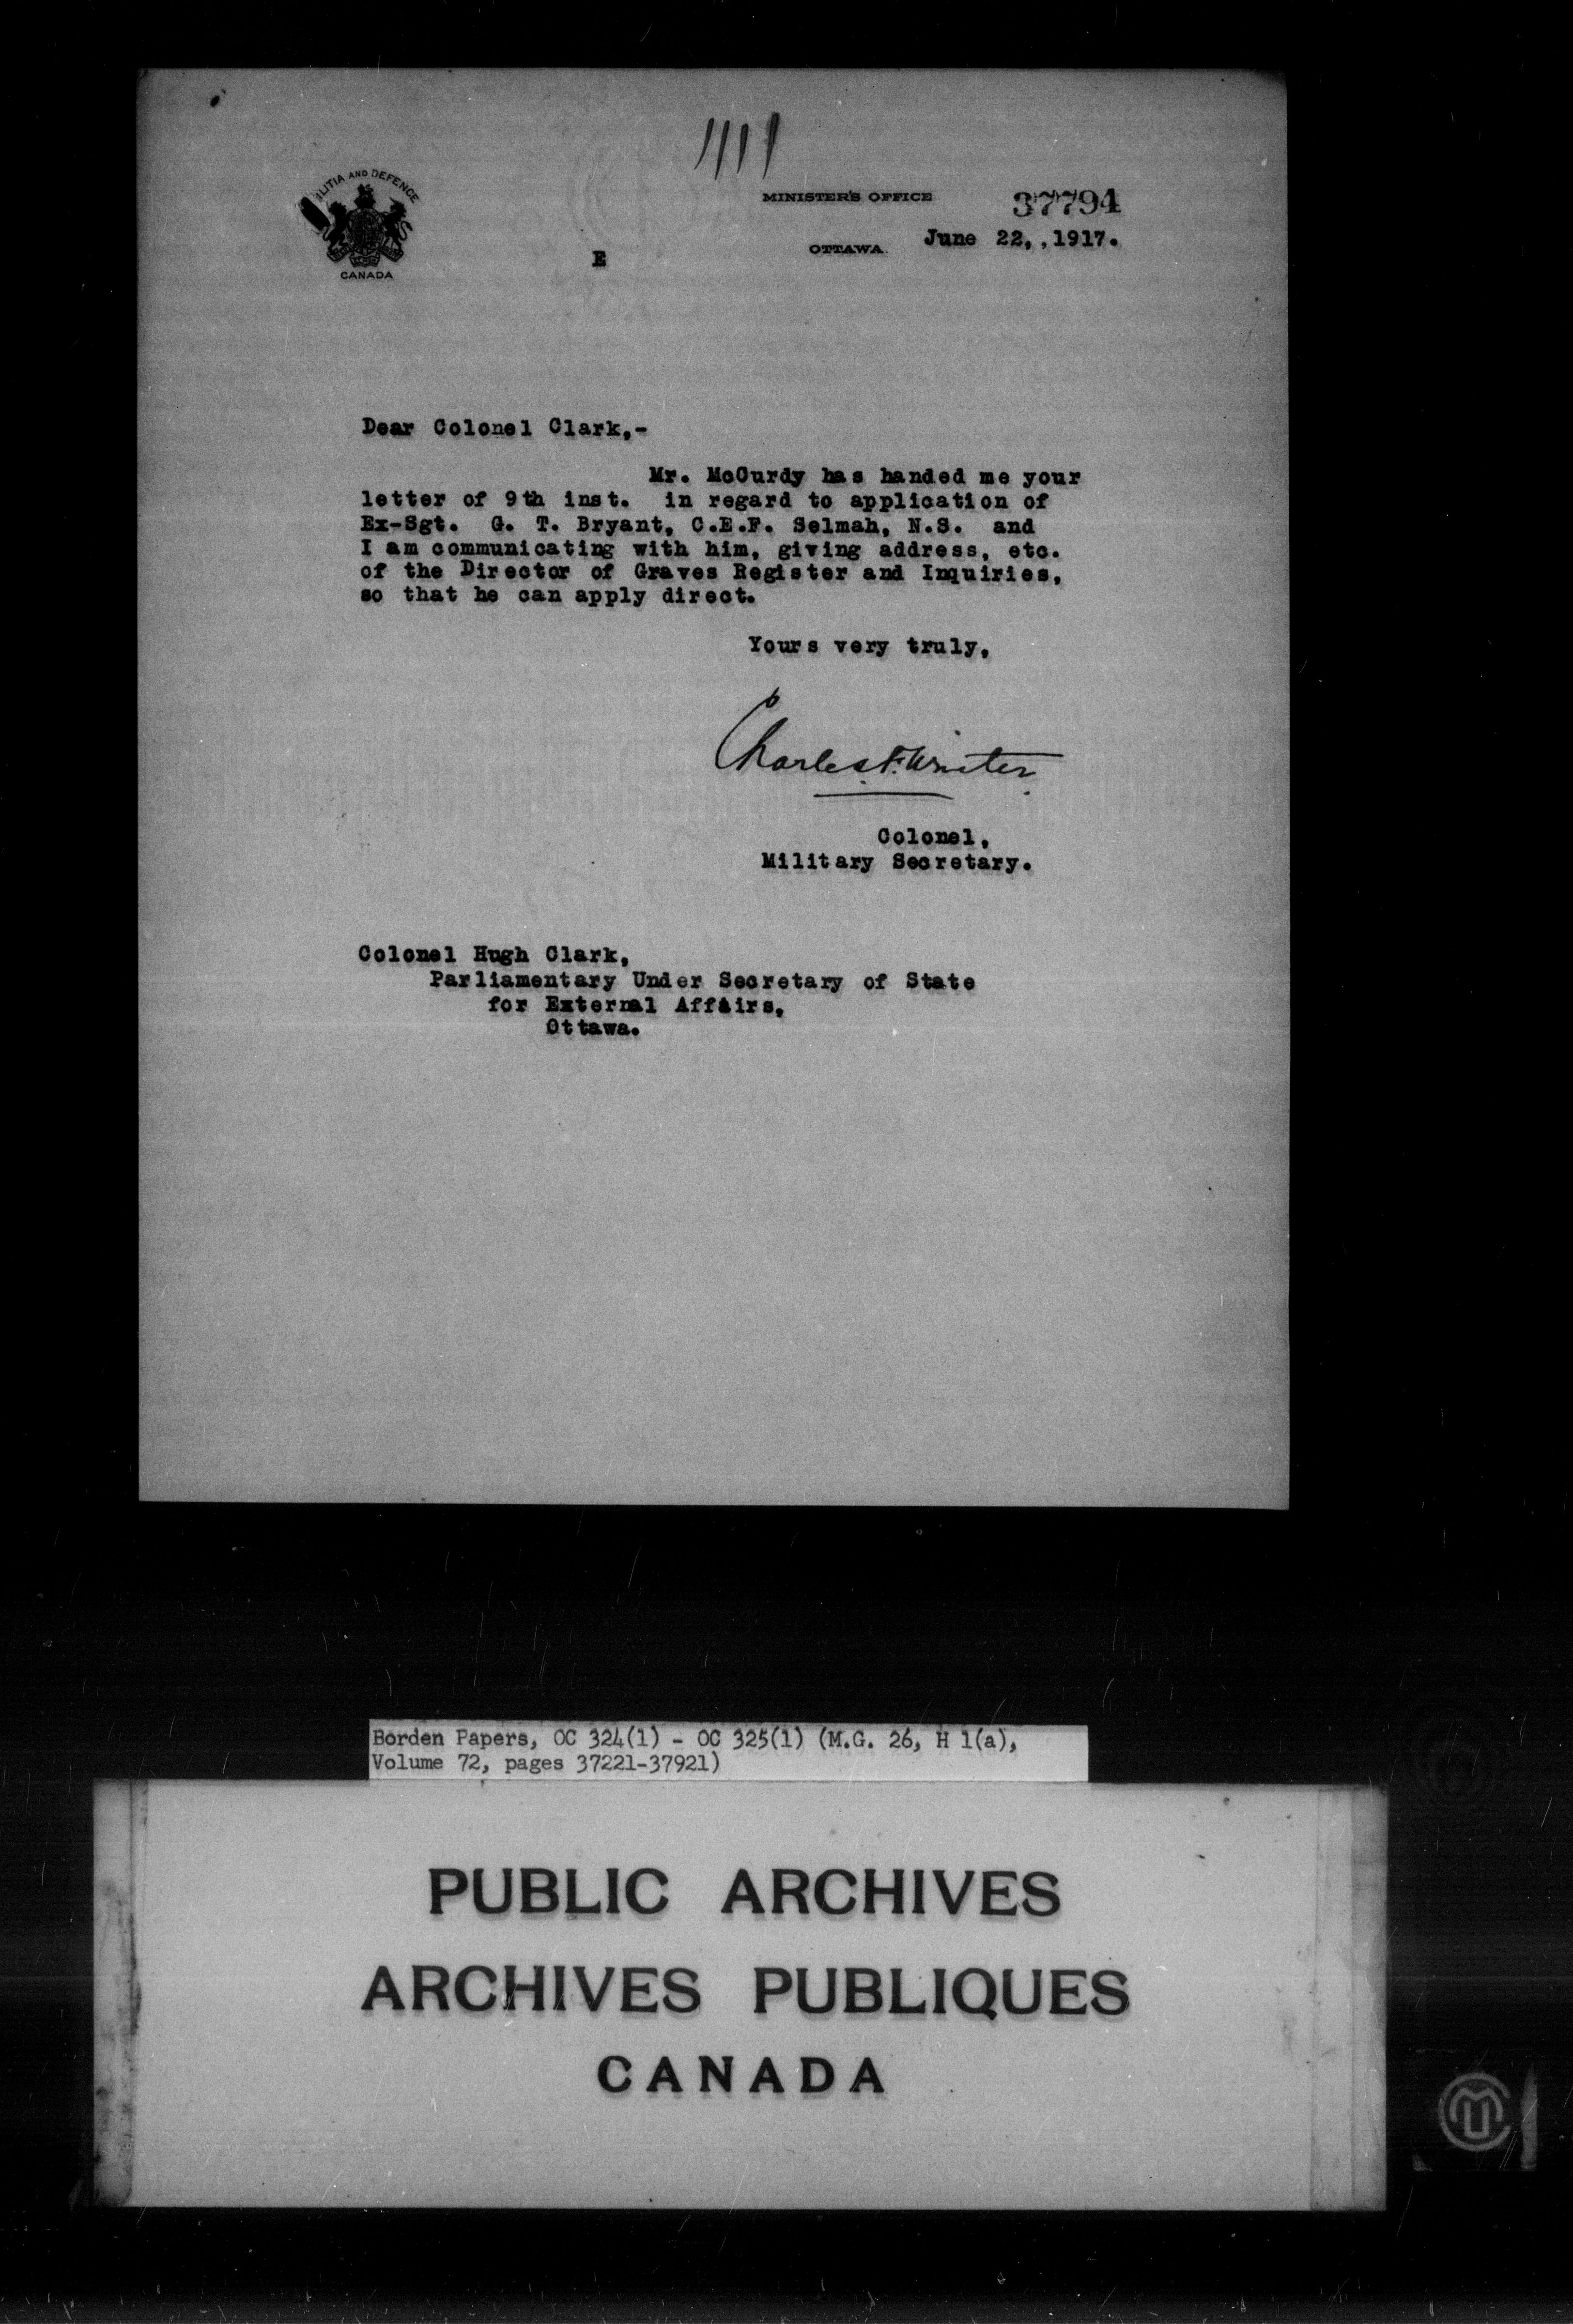 MILITIA AND DEFENCE
CANADA
MINISTER'S OFFICE
37794
OTTAWA. June 22,,1917.
E
Dear Colonel Clark,-
Mr. McCurdy has handed me your
letter of 9th inst. in regard to application of
Ex-Sgt. G. T. Bryant, C.E.F. Selmah, N.S. and
I am communicating with him, giving address, etc.
of the Director of Graves Register and Inquiries,
so that he can apply direct.
Yours very truly,
Charles F. Winter
Colonel,
Military Secretary.
Colonel Hugh Clark,
Parliamentary Under Secretary of State
for External Affairs,
Ottawa.
Borden Papers, OC 324(1) - OC 325(1) (M.G. 26, H 1(a),
Volume 72, pages 37221-37921)
PUBLIC ARCHIVES
ARCHIVES PUBLIQUES
CANADA